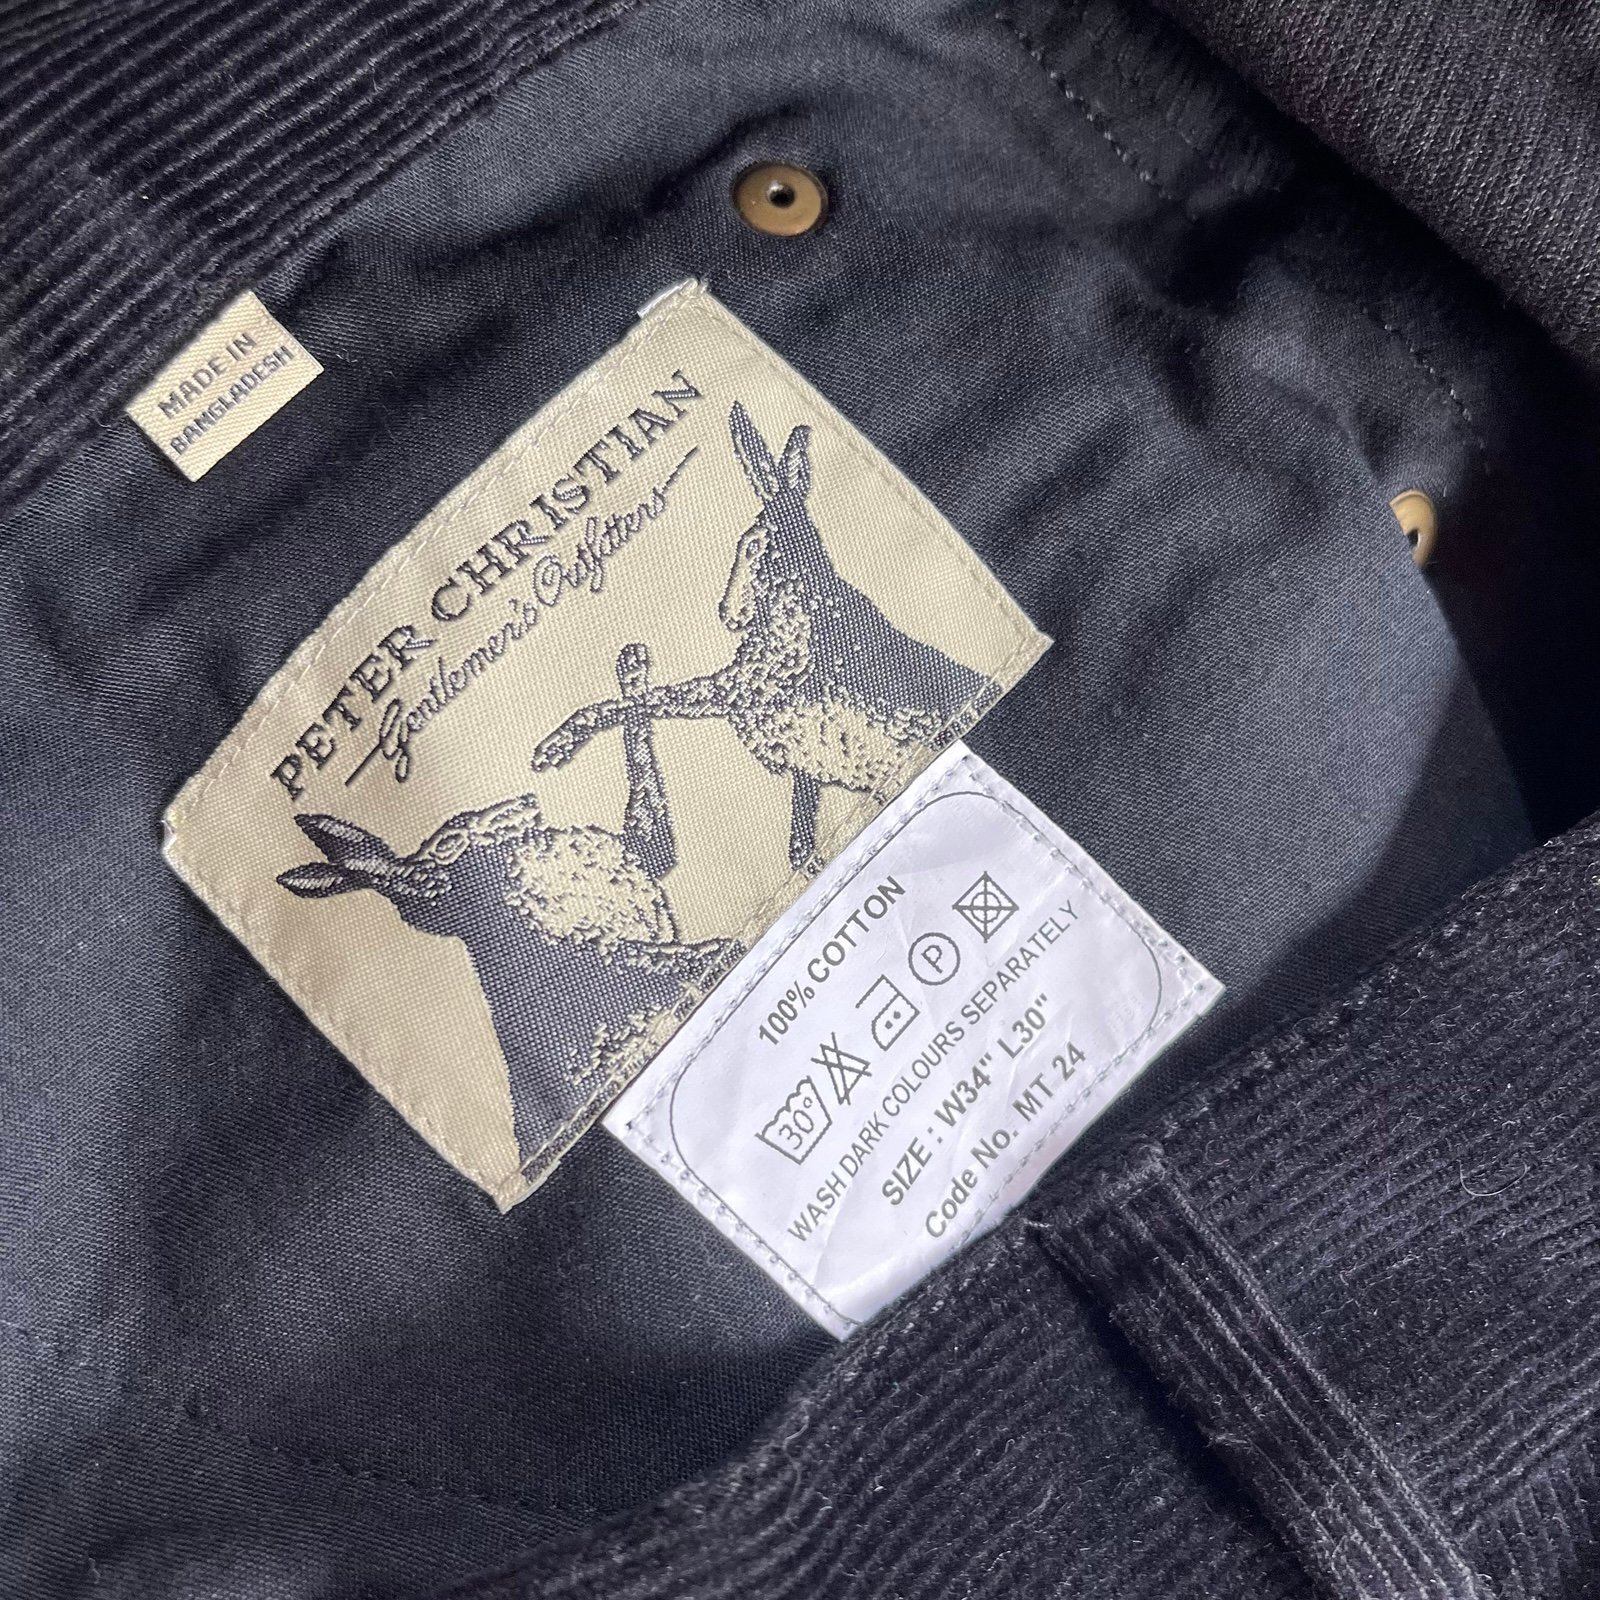 MADE IN
BANGLADESH
PETER CHRISTIAN
Gentlemen's Outfitters
100% COTTON
30°
P
WASH DARK COLOURS SEPARATELY
SIZE : W34" L30"
Code No. MT 24